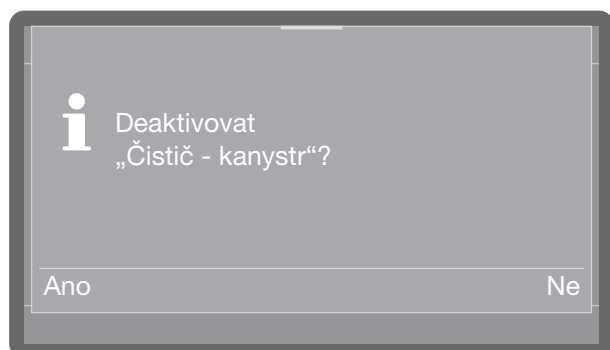 Deaktivovat
„Čistič - kanystr“?
Ano Ne